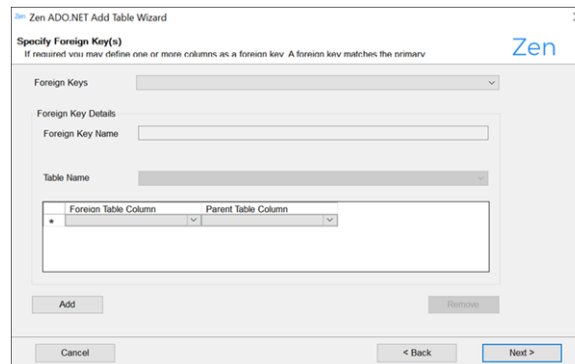 Zen Zen ADO.NET Add Table Wizard
Specify Foreign Key(s)
If required you may define one or more columns as a foreign key. A foreign key matches the primary
Zen
Foreign Keys
Foreign Key Details
Foreign Key Name
Table Name
Foreign Table Column Parent Table Column
*
Add Remove
Cancel < Back Next >